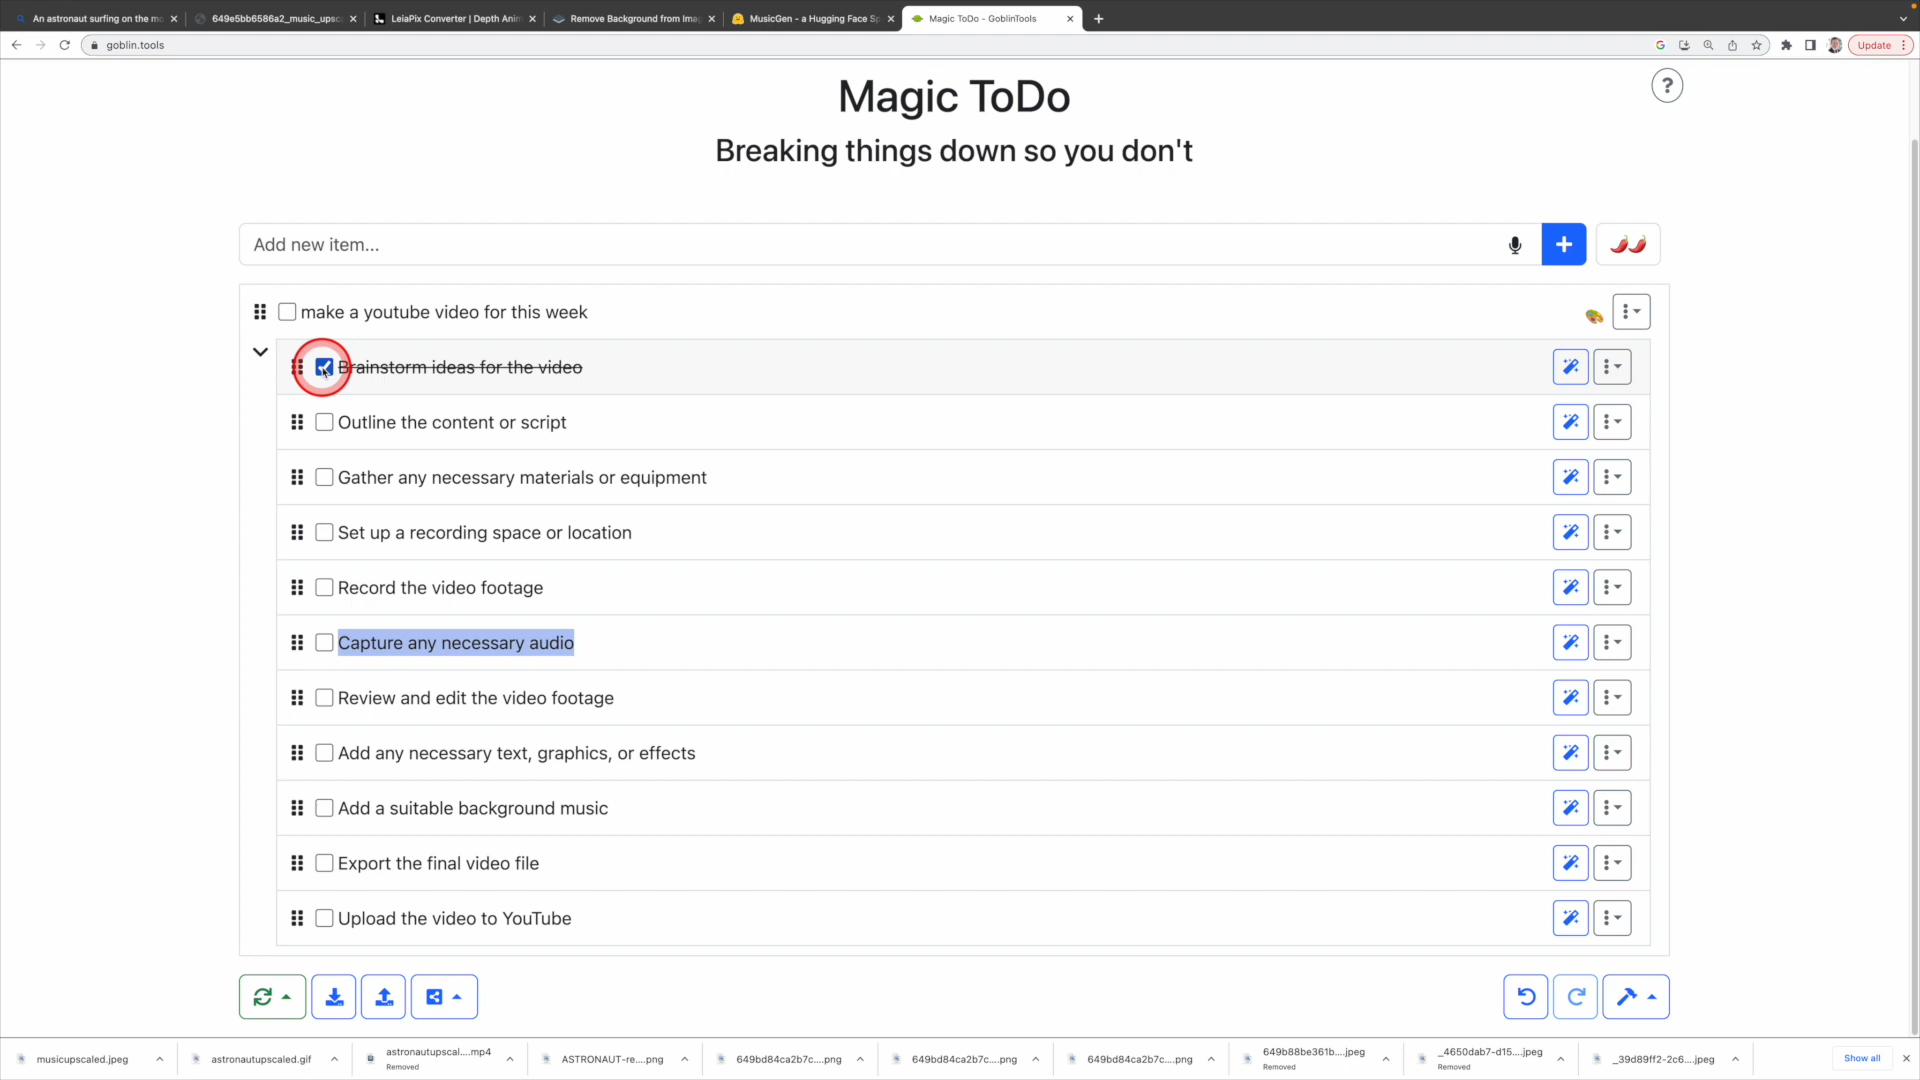 An astronaut surfing on the mo
649e5bb6586a2_music_upsc
LeiaPix Converter | Depth Anim
Remove Background from Imag
MusicGen - a Hugging Face Sp
Magic ToDo - GoblinTools
goblin.tools
Update
Magic ToDo
?
Breaking things down so you don't
Add new item...
make a youtube video for this week
Brainstorm ideas for the video
Outline the content or script
Gather any necessary materials or equipment
Set up a recording space or location
Record the video footage
Capture any necessary audio
Review and edit the video footage
Add any necessary text, graphics, or effects
Add a suitable background music
Export the final video file
Upload the video to YouTube
musicupscaled.jpeg
astronautupscaled.gif
astronautupscal....mp4
Removed
ASTRONAUT-re....png
649bd84ca2b7c....png
649bd84ca2b7c....png
649bd84ca2b7c....png
649b88be361b....jpeg
Removed
_4650dab7-d15....jpeg
Removed
_39d89ff2-2c6....jpeg
Show all